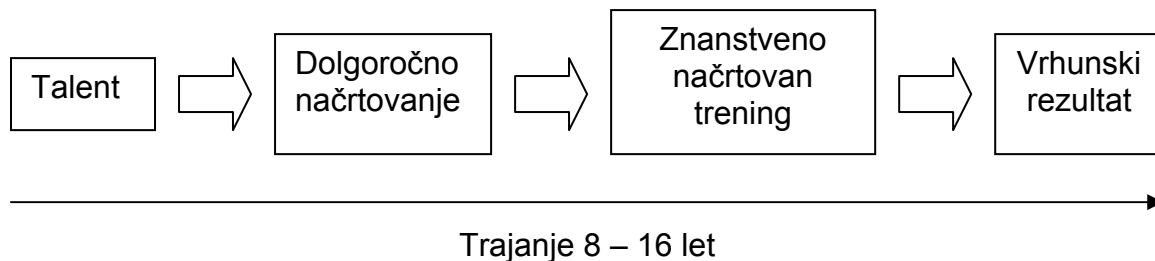 Talent
Dolgoročno
načrtovanje
Znanstveno
načrtovan
trening
Vrhunski
rezultat
Trajanje 8 – 16 let